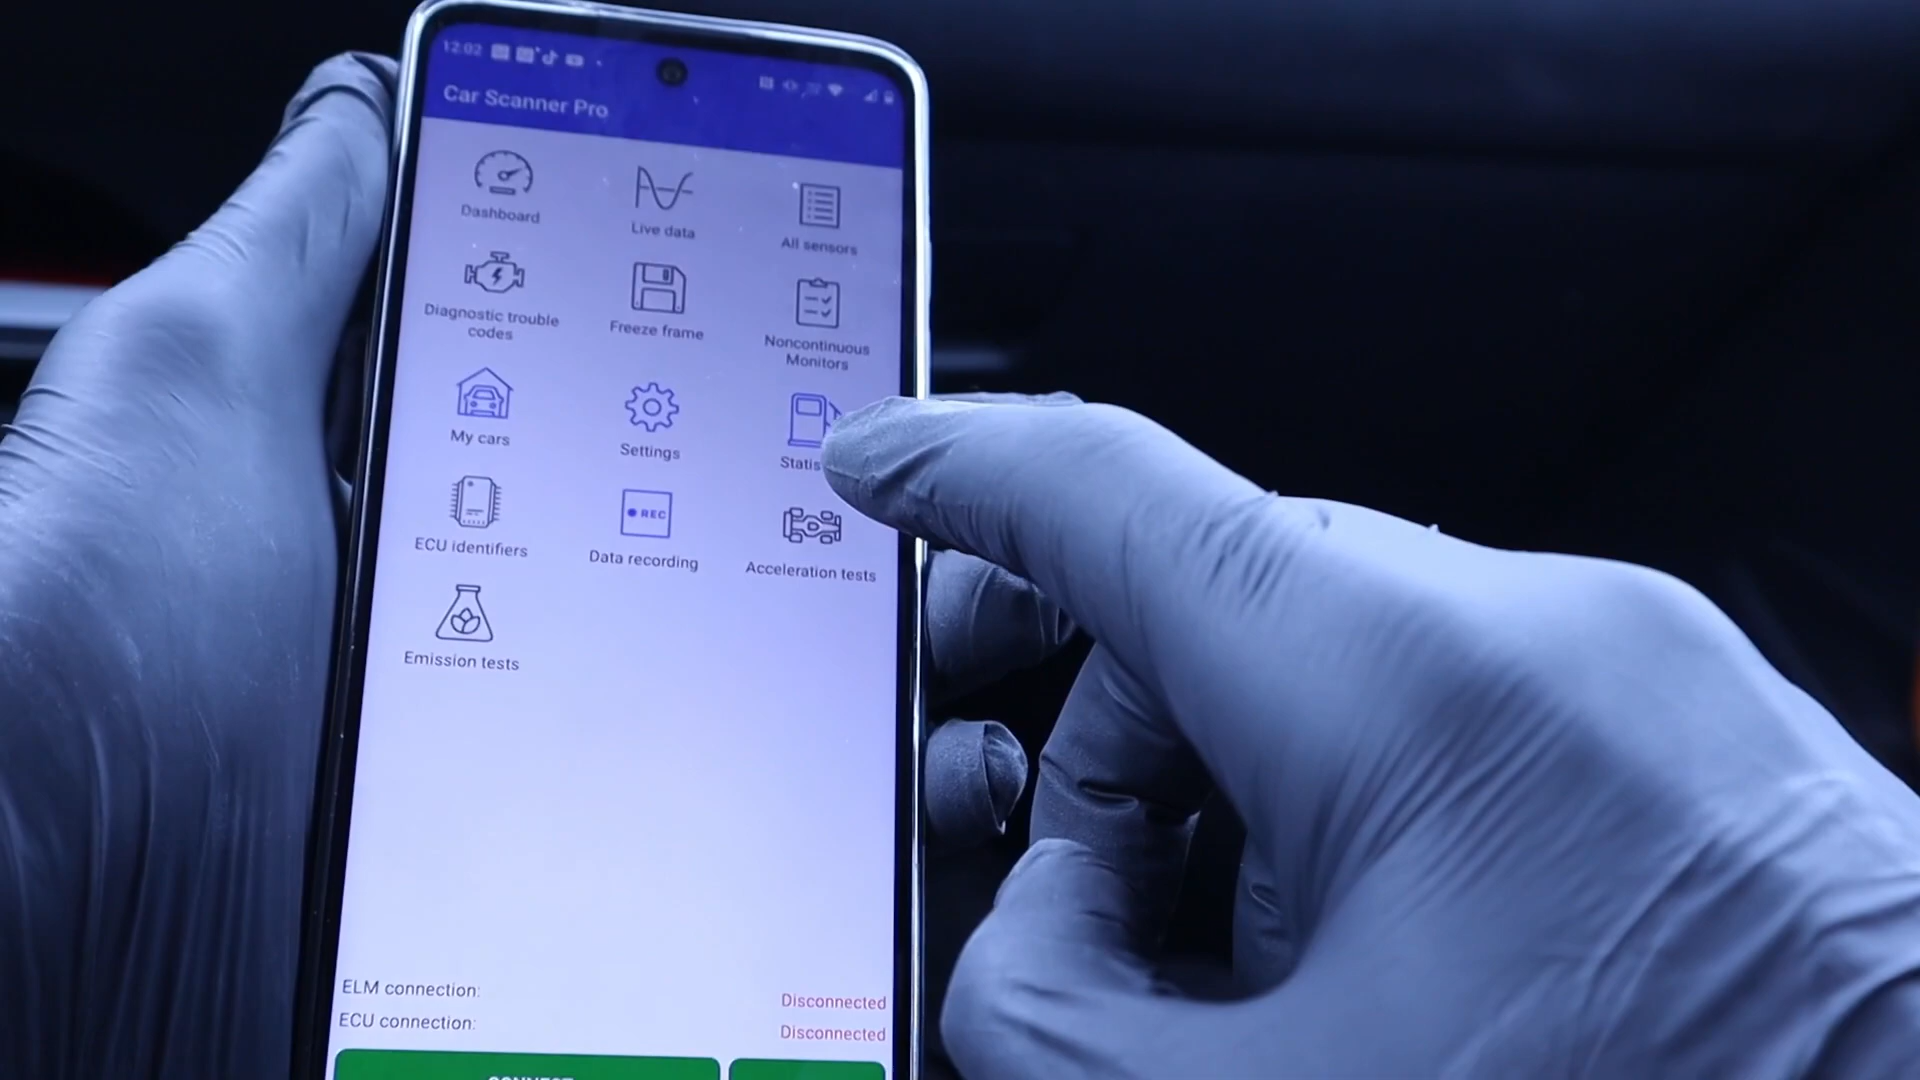 12:02
Car Scanner Pro
Dashboard
Live data
All sensors
Diagnostic trouble
codes
Freeze frame
Noncontinuous
Monitors
My cars
Settings
Statis
ECU identifiers
REC
Data recording
Acceleration tests
Emission tests
ELM connection:
Disconnected
ECU connection:
Disconnected
CONNECT